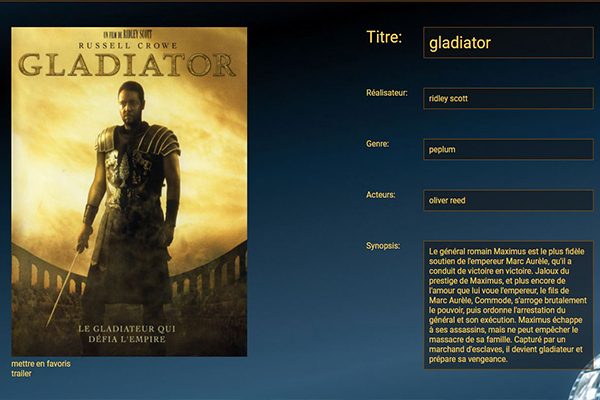 UN FILM DE RIDLEY SCOTT
RUSSELL CROWE
GLADIATOR
LE GLADIATEUR QUI
DÉFIA L'EMPIRE
mettre en favoris
trailer
Titre:
gladiator
Réalisateur:
ridley scott
Genre:
peplum
Acteurs:
oliver reed
Synopsis:
Le général romain Maximus est le plus fidèle
soutien de l'empereur Marc Aurèle, qu'il a
conduit de victoire en victoire. Jaloux du
prestige de Maximus, et plus encore de
l'amour que lui voue l'empereur, le fils de
Marc Aurèle, Commode, s'arroge brutalement
le pouvoir, puis ordonne l'arrestation du
général et son exécution. Maximus échappe
à ses assassins, mais ne peut empêcher le
massacre de sa famille. Capturé par un
marchand d'esclaves, il devient gladiateur et
prépare sa vengeance.